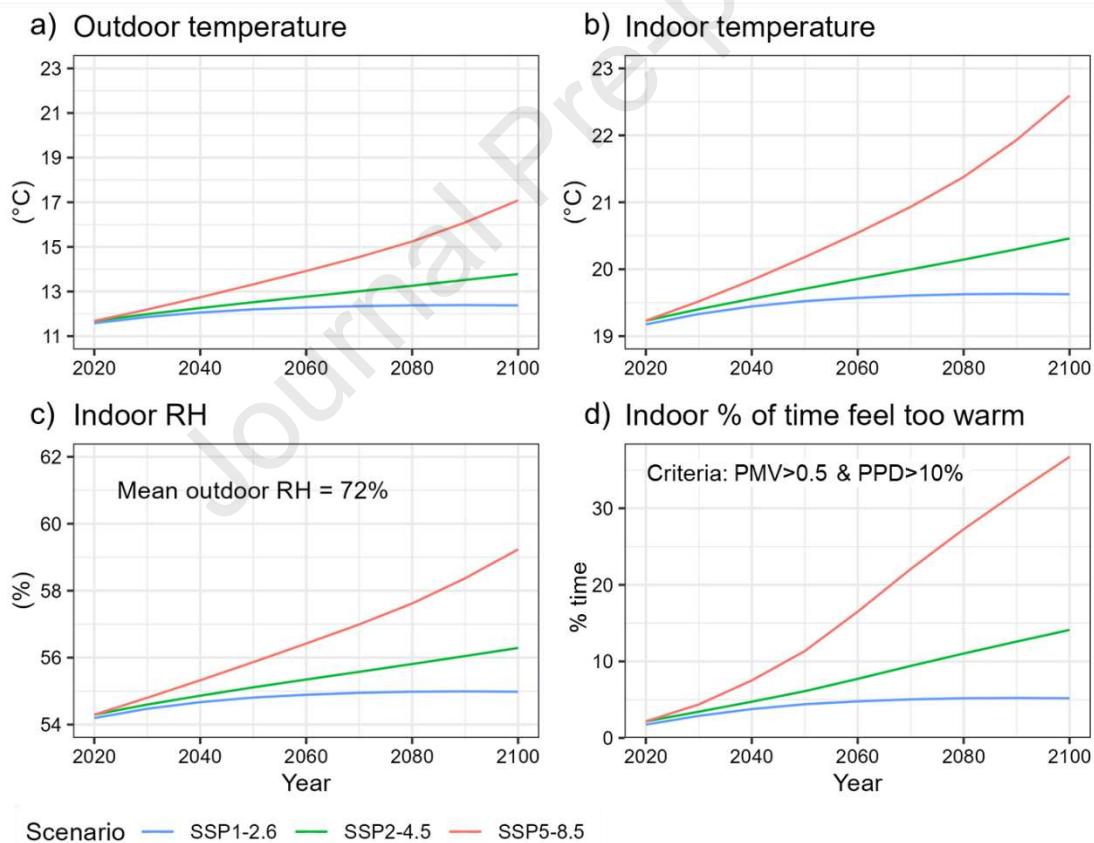 a) Outdoor temperature
23
21
19
17
15
13
11
(°C)
2020 2040 2060 2080 2100
b) Indoor temperature
23
22
21
20
19
(°C)
2020 2040 2060 2080 2100
c) Indoor RH
Mean outdoor RH = 72%
62
60
58
56
54
(%)
2020 2040 2060 2080 2100
Year
d) Indoor % of time feel too warm
Criteria: PMV>0.5 & PPD>10%
30
20
10
0
% time
2020 2040 2060 2080 2100
Year
Scenario SSP1-2.6 SSP2-4.5 SSP5-8.5
Journal Pre-p